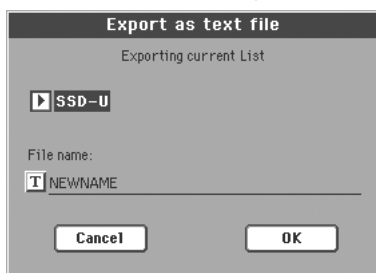 Export as text file
Exporting current List
SSD-U
File name:
T NEWNAME
Cancel OK